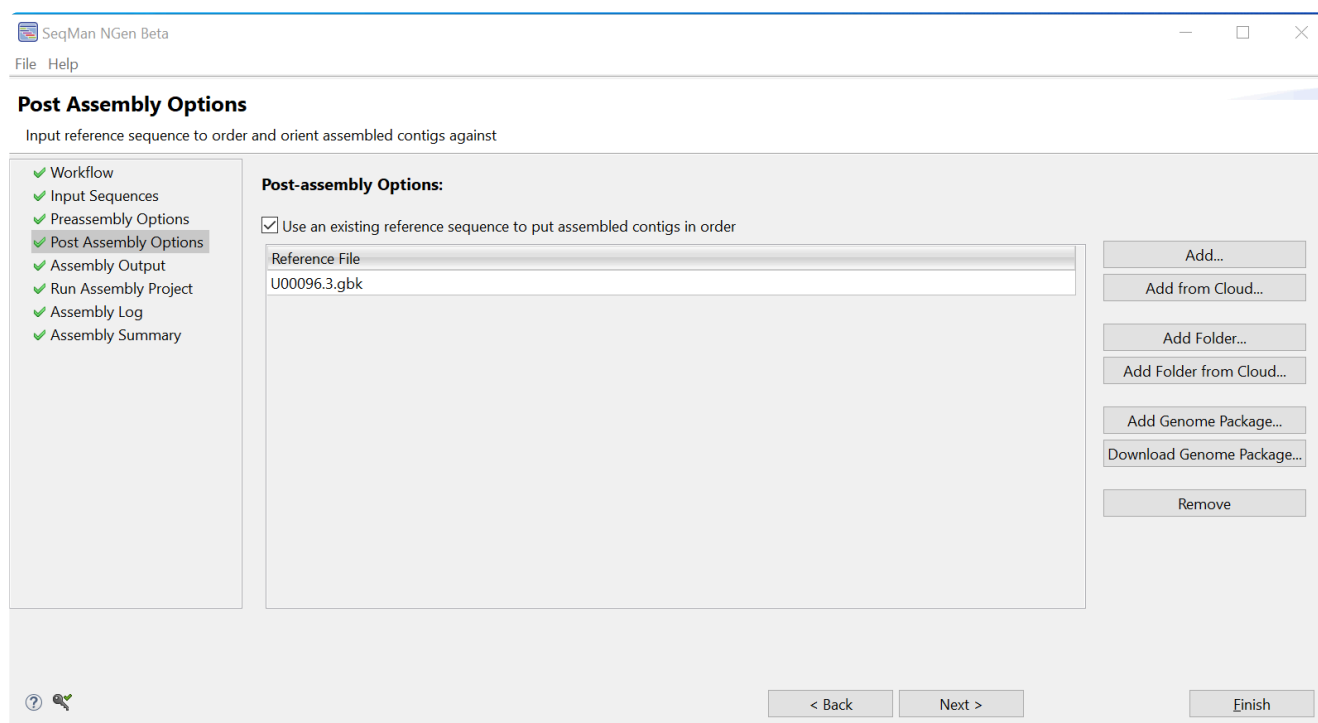 SeqMan NGen Beta
File Help
Post Assembly Options
Input reference sequence to order and orient assembled contigs against
Workflow
Input Sequences
Preassembly Options
Post Assembly Options
Assembly Output
Run Assembly Project
Assembly Log
Assembly Summary
Post-assembly Options:
Use an existing reference sequence to put assembled contigs in order
Reference File
U00096.3.gbk
Add...
Add from Cloud...
Add Folder...
Add Folder from Cloud...
Add Genome Package...
Download Genome Package...
Remove
?
< Back Next > Finish